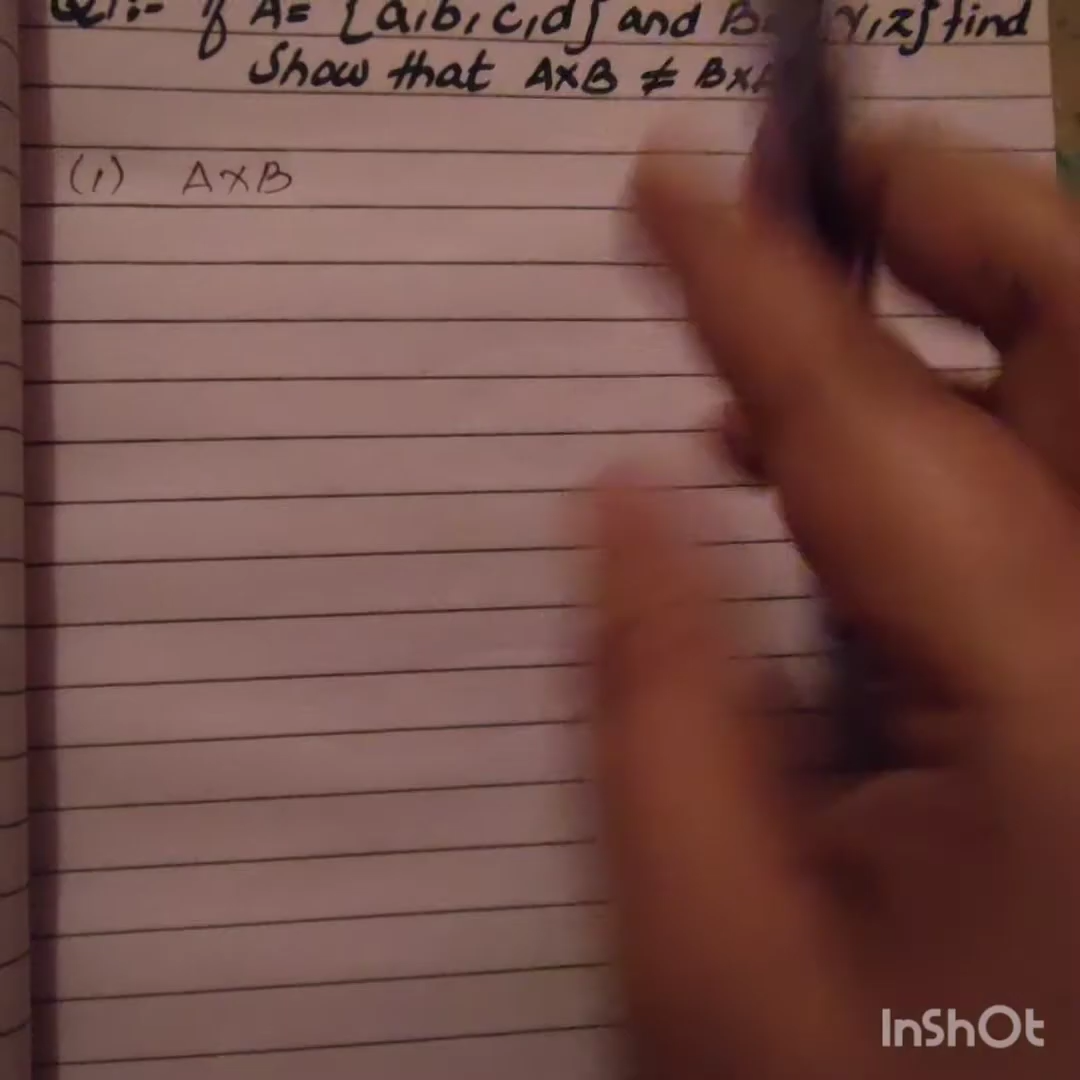 Q1:- If A= {a,b,c,d} and B= y,z} find
Show that A×B ≠ B×A
(1) A×B
InShOt